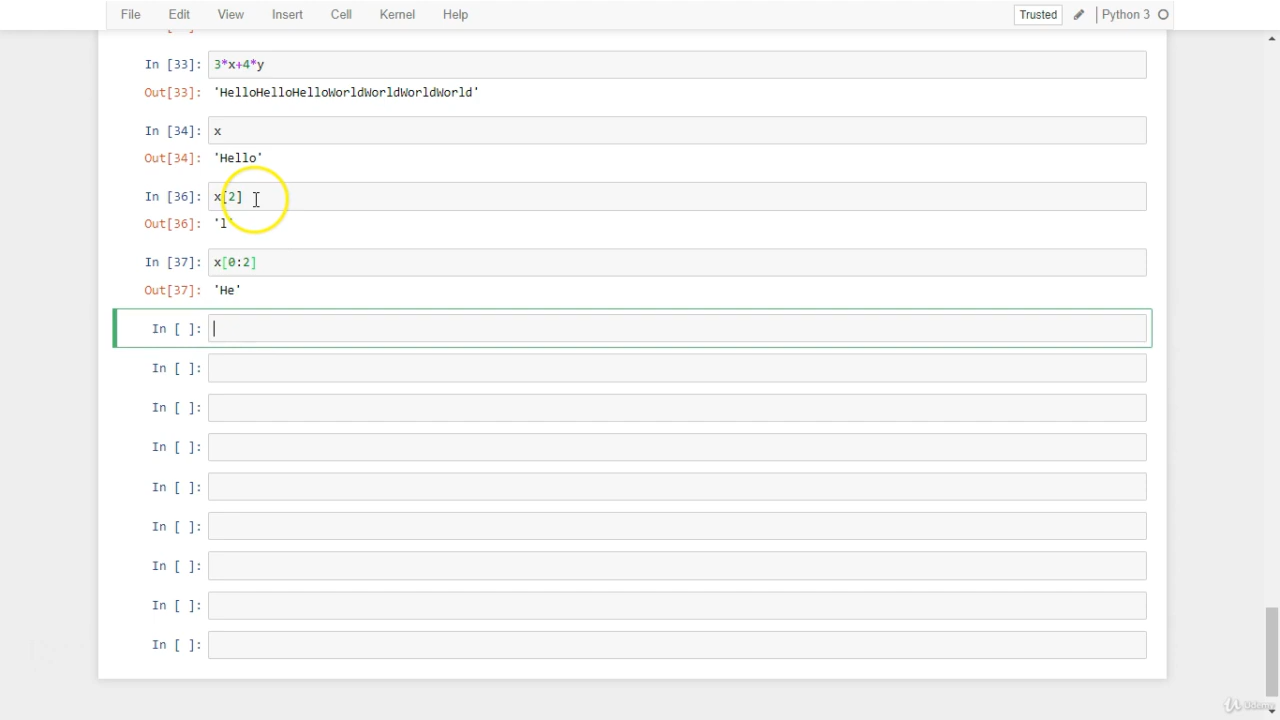 File Edit View Insert Cell Kernel Help Trusted Python 3
In [33]: 3*x+4*y
Out[33]: 'HelloHelloHelloWorldWorldWorldWorld'
In [34]: x
Out[34]: 'Hello'
In [36]: x[2]
Out[36]: 'l'
In [37]: x[0:2]
Out[37]: 'He'
In [ ]:
In [ ]:
In [ ]:
In [ ]:
In [ ]:
In [ ]:
In [ ]:
In [ ]:
In [ ]:
Udemy